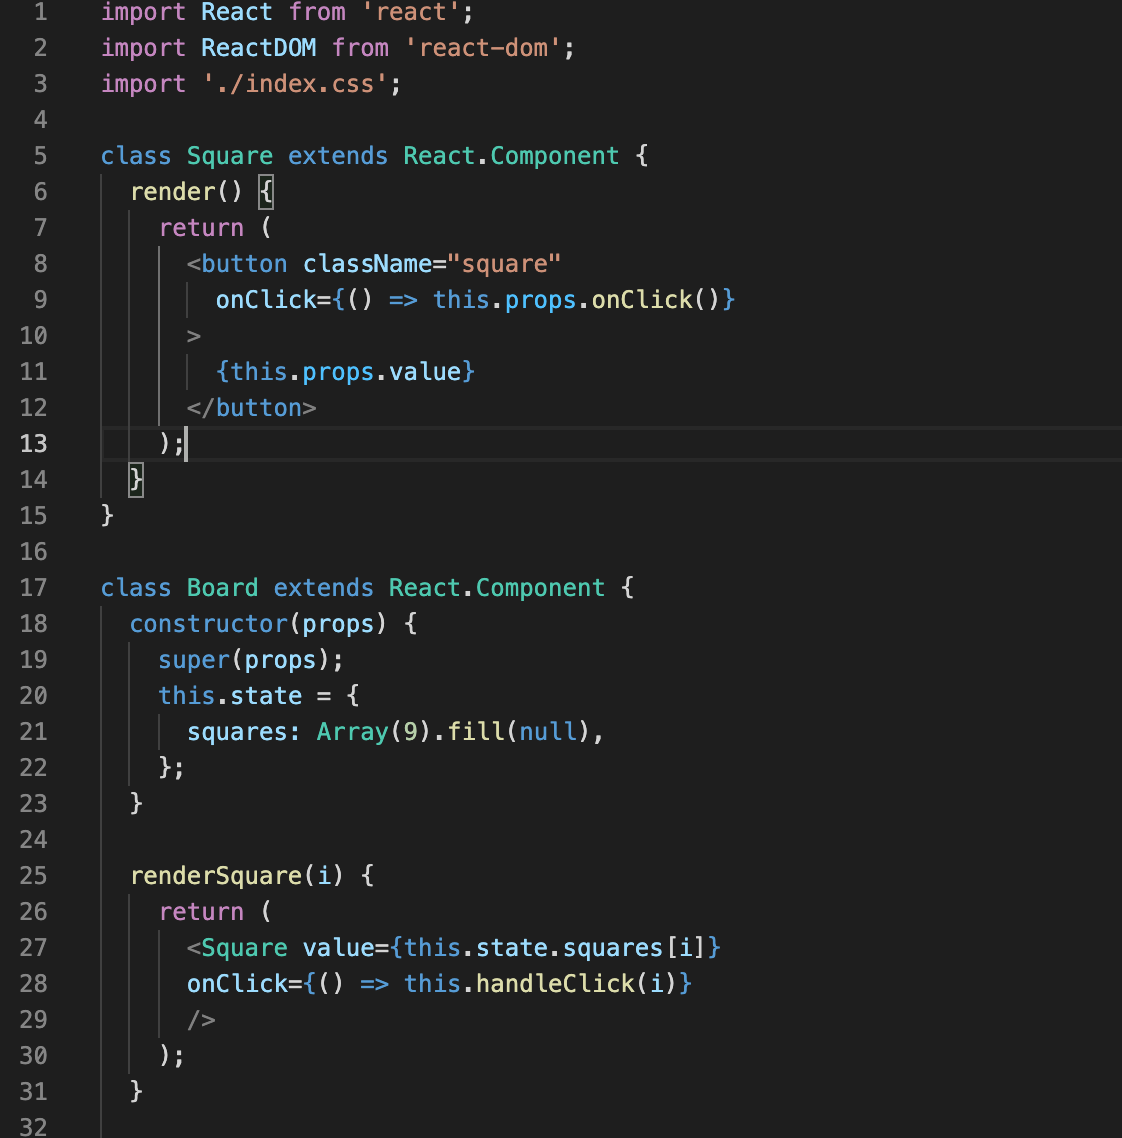 1 import React from 'react';
2 import ReactDOM from 'react-dom';
3 import './index.css';
4
5 class Square extends React.Component {
6   render() {
7     return (
8       <button className="square"
9         onClick={() => this.props.onClick()}
10       >
11         {this.props.value}
12       </button>
13     );
14   }
15 }
16
17 class Board extends React.Component {
18   constructor(props) {
19     super(props);
20     this.state = {
21       squares: Array(9).fill(null),
22     };
23   }
24
25   renderSquare(i) {
26     return (
27       <Square value={this.state.squares[i]}
28       onClick={() => this.handleClick(i)}
29       />
30     );
31   }
32